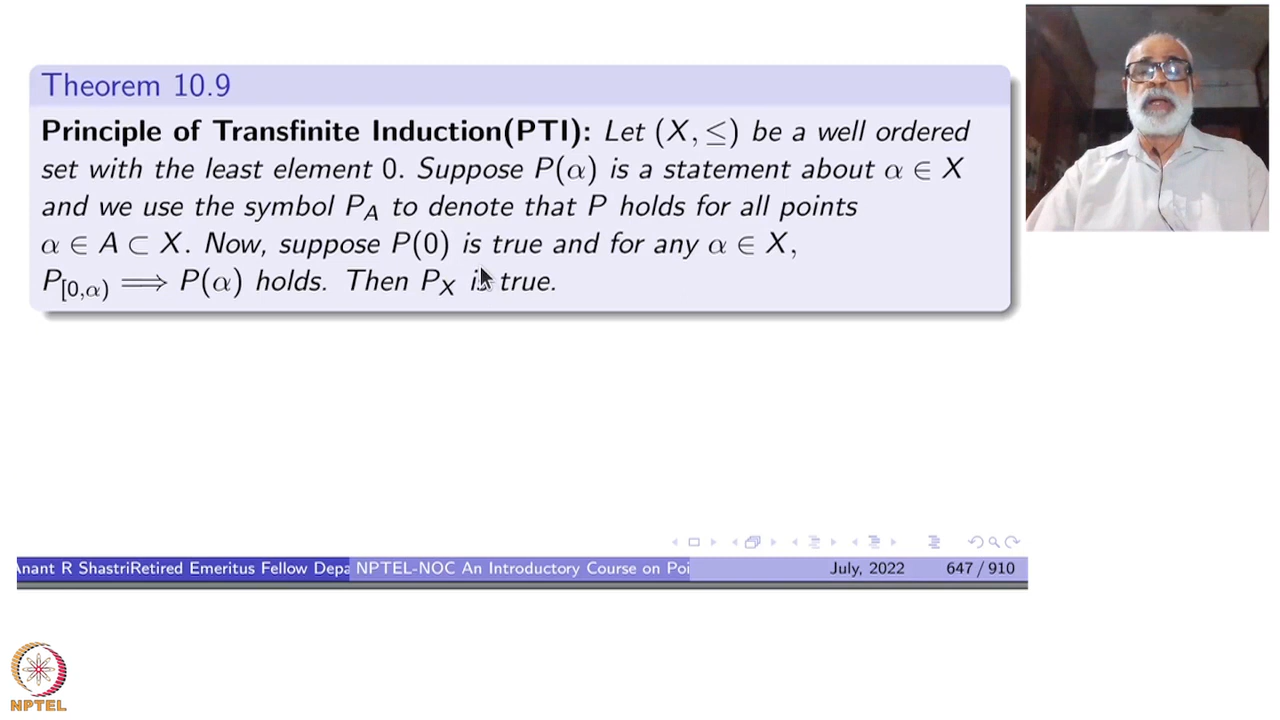 Theorem 10.9
Principle of Transfinite Induction(PTI): Let (X, ≤) be a well ordered
set with the least element 0. Suppose P(α) is a statement about α ∈ X
and we use the symbol P_A to denote that P holds for all points
α ∈ A ⊂ X. Now, suppose P(0) is true and for any α ∈ X,
P_[0,α) ⟹ P(α) holds. Then P_X is true.
Anant R ShastriRetired Emeritus Fellow Depa
NPTEL-NOC An Introductory Course on Poi
July, 2022
647 / 910
NPTEL